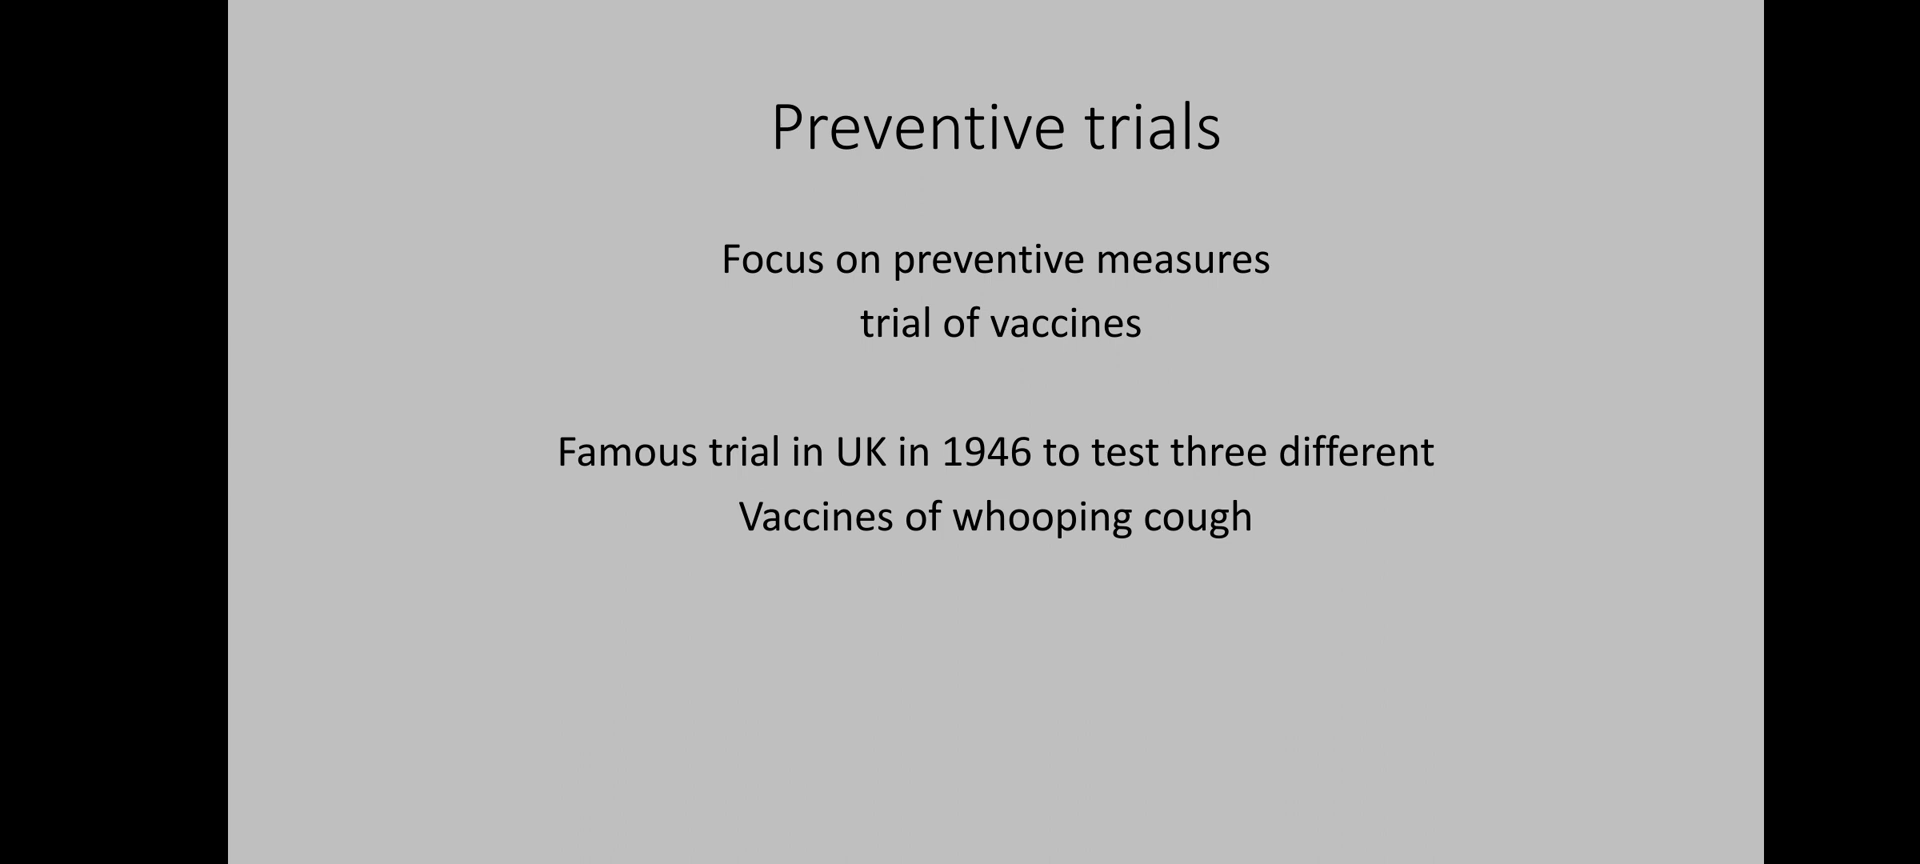 Preventive trials
Focus on preventive measures
trial of vaccines
Famous trial in UK in 1946 to test three different
Vaccines of whooping cough